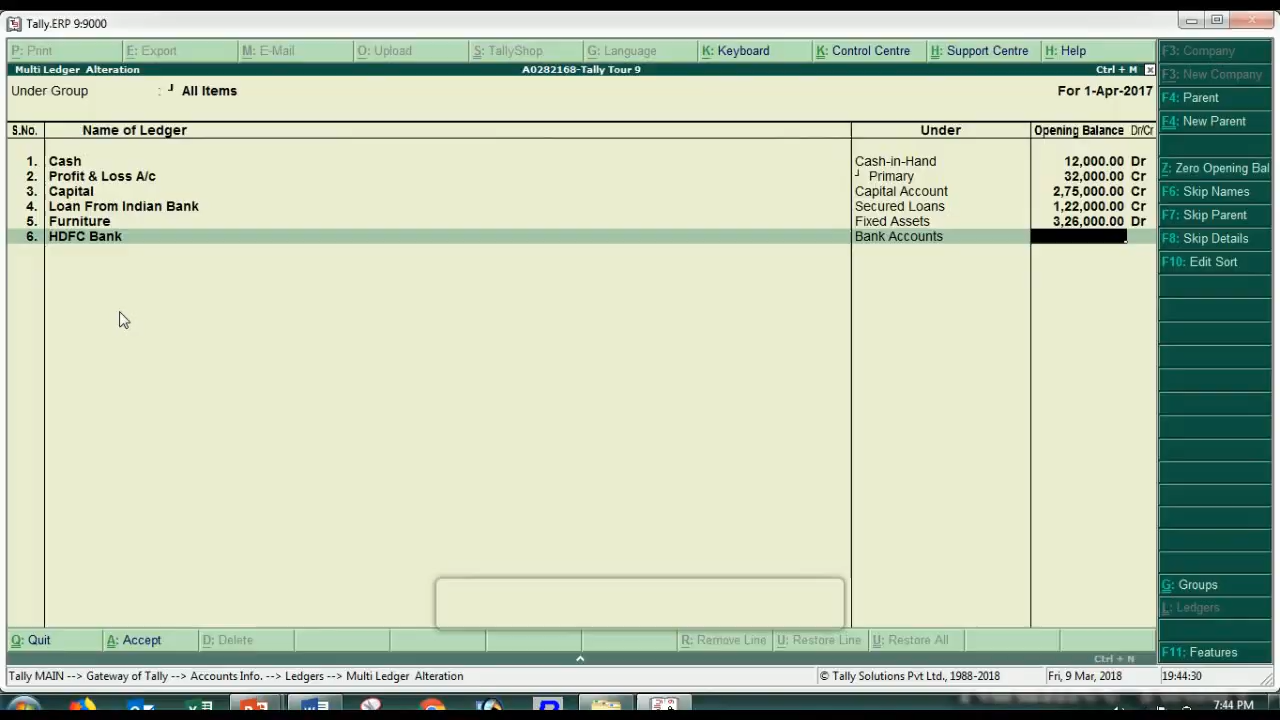 Tally.ERP 9:9000
P: Print E: Export M: E-Mail O: Upload S: TallyShop G: Language K: Keyboard K: Control Centre H: Support Centre H: Help
Multi Ledger Alteration A0282168-Tally Tour 9 Ctrl + M
Under Group : ┘ All Items For 1-Apr-2017
S.No. Name of Ledger Under Opening Balance Dr/Cr
1. Cash Cash-in-Hand 12,000.00 Dr
2. Profit & Loss A/c ┘ Primary 32,000.00 Cr
3. Capital Capital Account 2,75,000.00 Cr
4. Loan From Indian Bank Secured Loans 1,22,000.00 Cr
5. Furniture Fixed Assets 3,26,000.00 Dr
6. HDFC Bank Bank Accounts
F3: Company
F3: New Company
F4: Parent
F4: New Parent
Z: Zero Opening Bal
F6: Skip Names
F7: Skip Parent
F8: Skip Details
F10: Edit Sort
G: Groups
L: Ledgers
F11: Features
Q: Quit A: Accept D: Delete R: Remove Line U: Restore Line U: Restore All
Ctrl + N
Tally MAIN --> Gateway of Tally --> Accounts Info. --> Ledgers --> Multi Ledger Alteration © Tally Solutions Pvt Ltd., 1988-2018 Fri, 9 Mar, 2018 19:44:30
7:44 PM